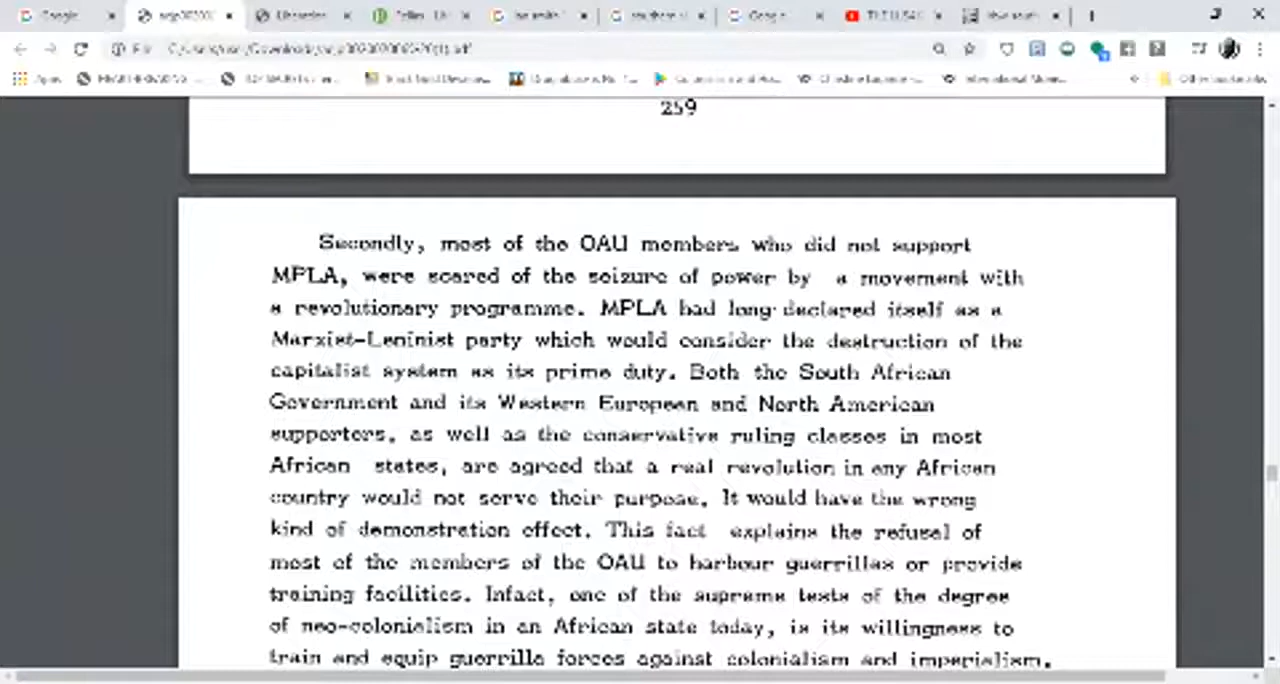 Google
Google
File
Apps
Other bookmarks
259
Secondly, most of the OAU members who did not support
MPLA, were scared of the seizure of power by a movement with
a revolutionary programme. MPLA had long declared itself as a
Marxist-Leninist party which would consider the destruction of the
capitalist system as its prime duty. Both the South African
Government and its Western European and North American
supporters, as well as the conservative ruling classes in most
African states, are agreed that a real revolution in any African
country would not serve their purpose. It would have the wrong
kind of demonstration effect. This fact explains the refusal of
most of the members of the OAU to harbour guerrillas or provide
training facilities. Infact, one of the supreme tests of the degree
of neo-colonialism in an African state today, is its willingness to
train and equip guerrilla forces against colonialism and imperialism.